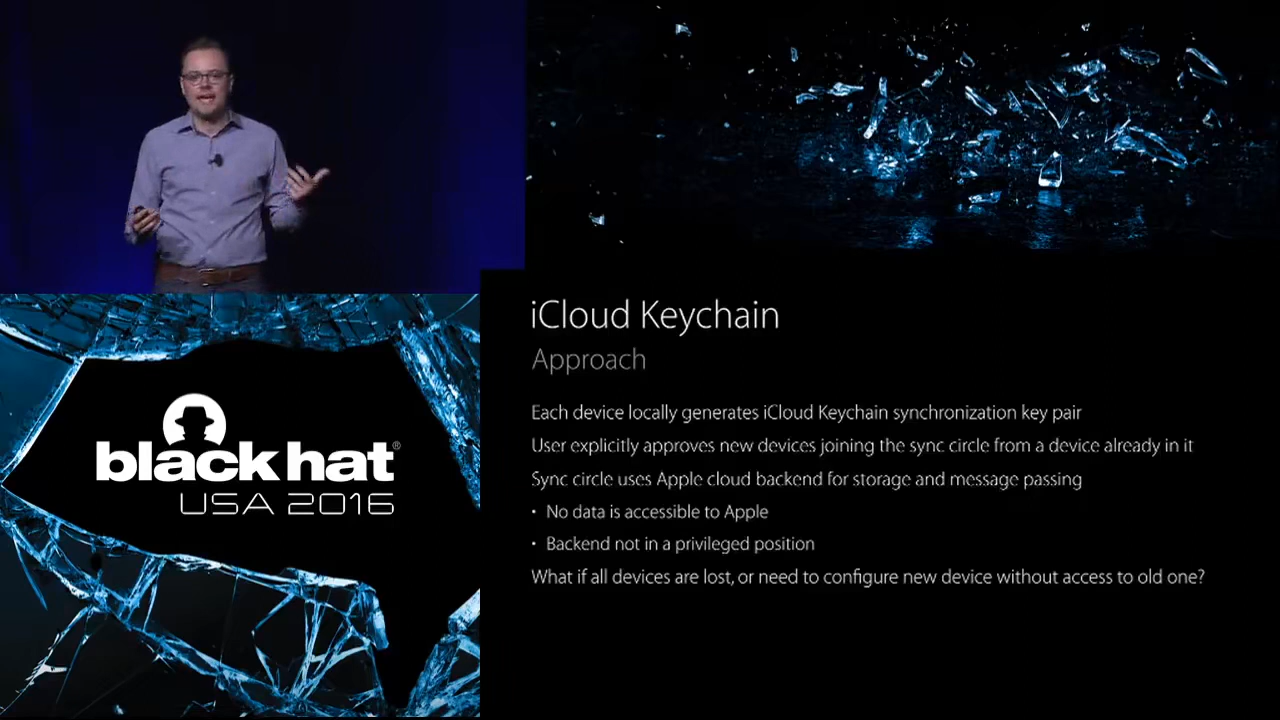 black hat®
USA 2016
iCloud Keychain
Approach
Each device locally generates iCloud Keychain synchronization key pair
User explicitly approves new devices joining the sync circle from a device already in it
Sync circle uses Apple cloud backend for storage and message passing
• No data is accessible to Apple
• Backend not in a privileged position
What if all devices are lost, or need to configure new device without access to old one?